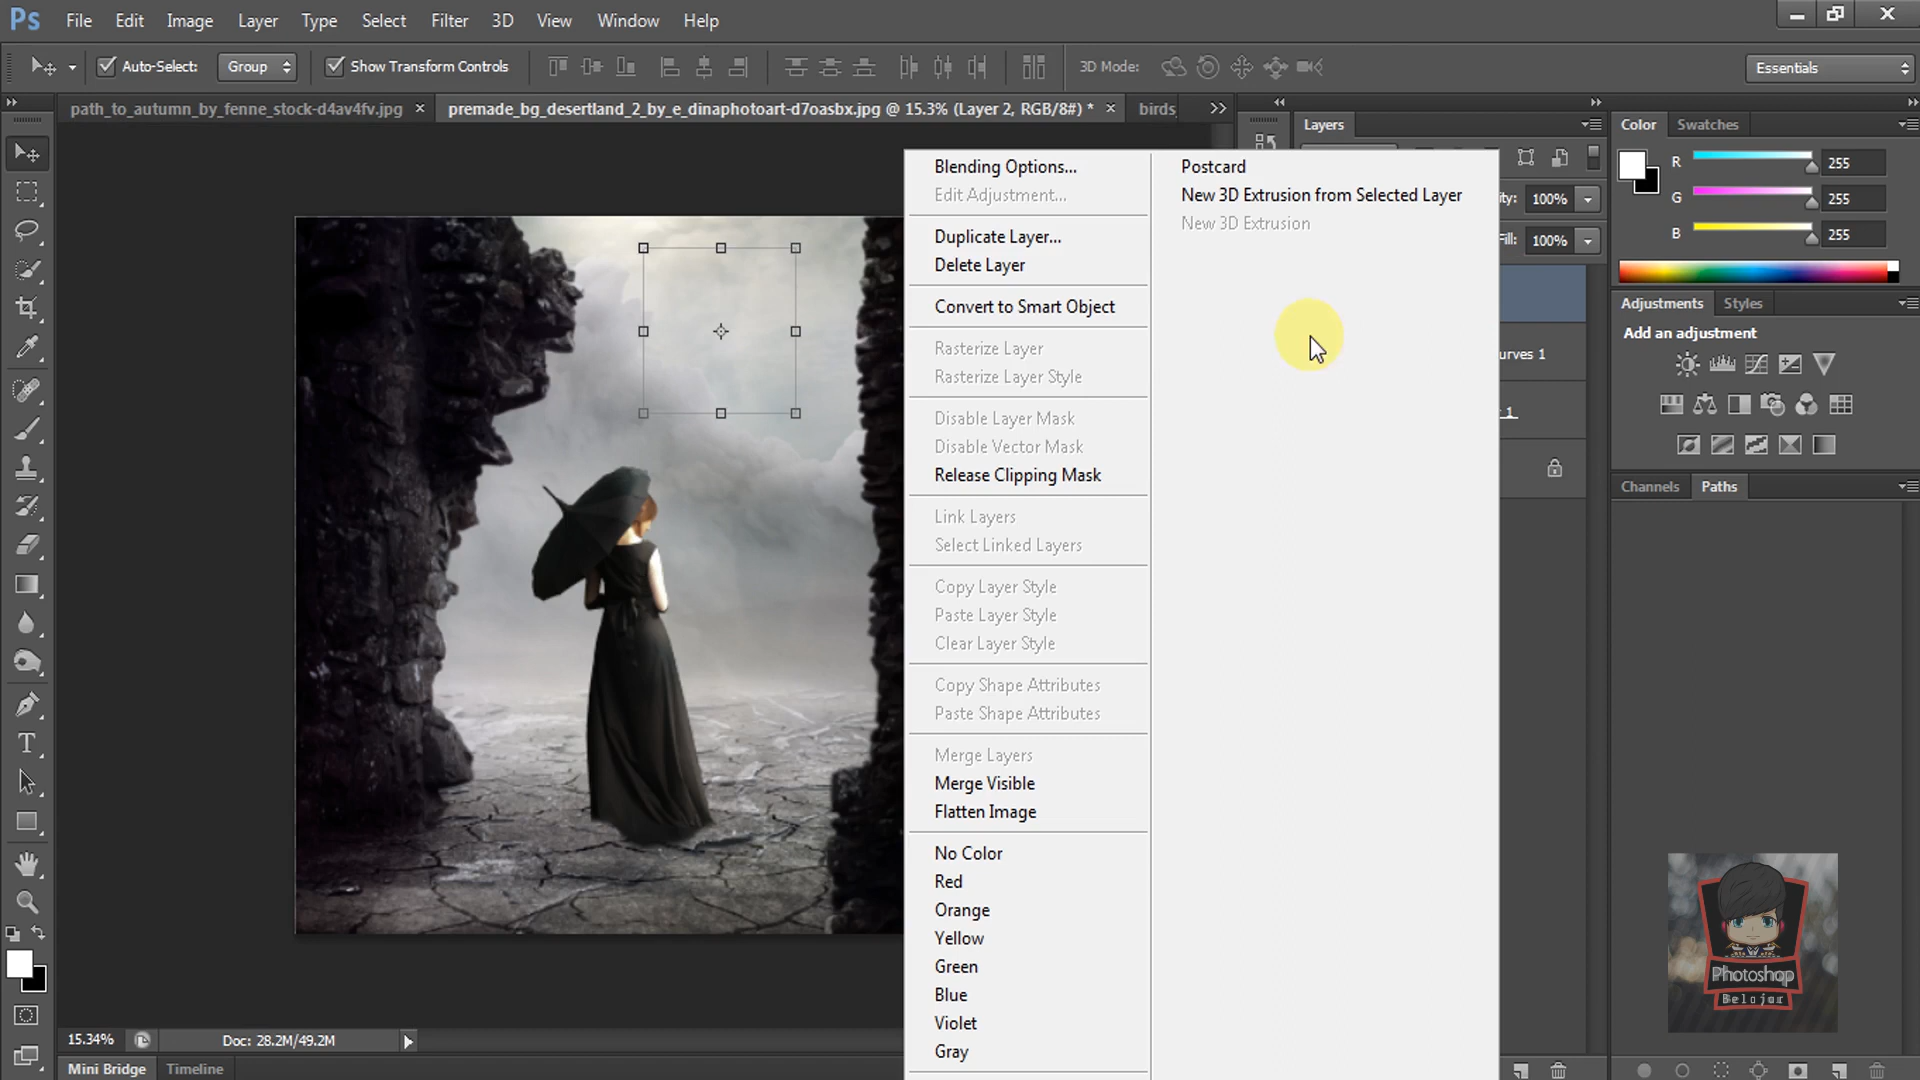 Ps File Edit Image Layer Type Select Filter 3D View Window Help
Auto-Select: Group Show Transform Controls 3D Mode: Essentials
path_to_autumn_by_fenne_stock-d4av4fv.jpg × premade_bg_desertland_2_by_e_dinaphotoart-d7oasbx.jpg @ 15.3% (Layer 2, RGB/8#) * × birds
Layers
Color Swatches
R 255
G 255
B 255
ity: 100%
Fill: 100%
Blending Options...
Edit Adjustment...
Duplicate Layer...
Delete Layer
Convert to Smart Object
Rasterize Layer
Rasterize Layer Style
Disable Layer Mask
Disable Vector Mask
Release Clipping Mask
Link Layers
Select Linked Layers
Copy Layer Style
Paste Layer Style
Clear Layer Style
Copy Shape Attributes
Paste Shape Attributes
Merge Layers
Merge Visible
Flatten Image
No Color
Red
Orange
Yellow
Green
Blue
Violet
Gray
Postcard
New 3D Extrusion from Selected Layer
New 3D Extrusion
urves 1
1
Adjustments Styles
Add an adjustment
Channels Paths
Photoshop
Belajar
15.34% Doc: 28.2M/49.2M
Mini Bridge Timeline